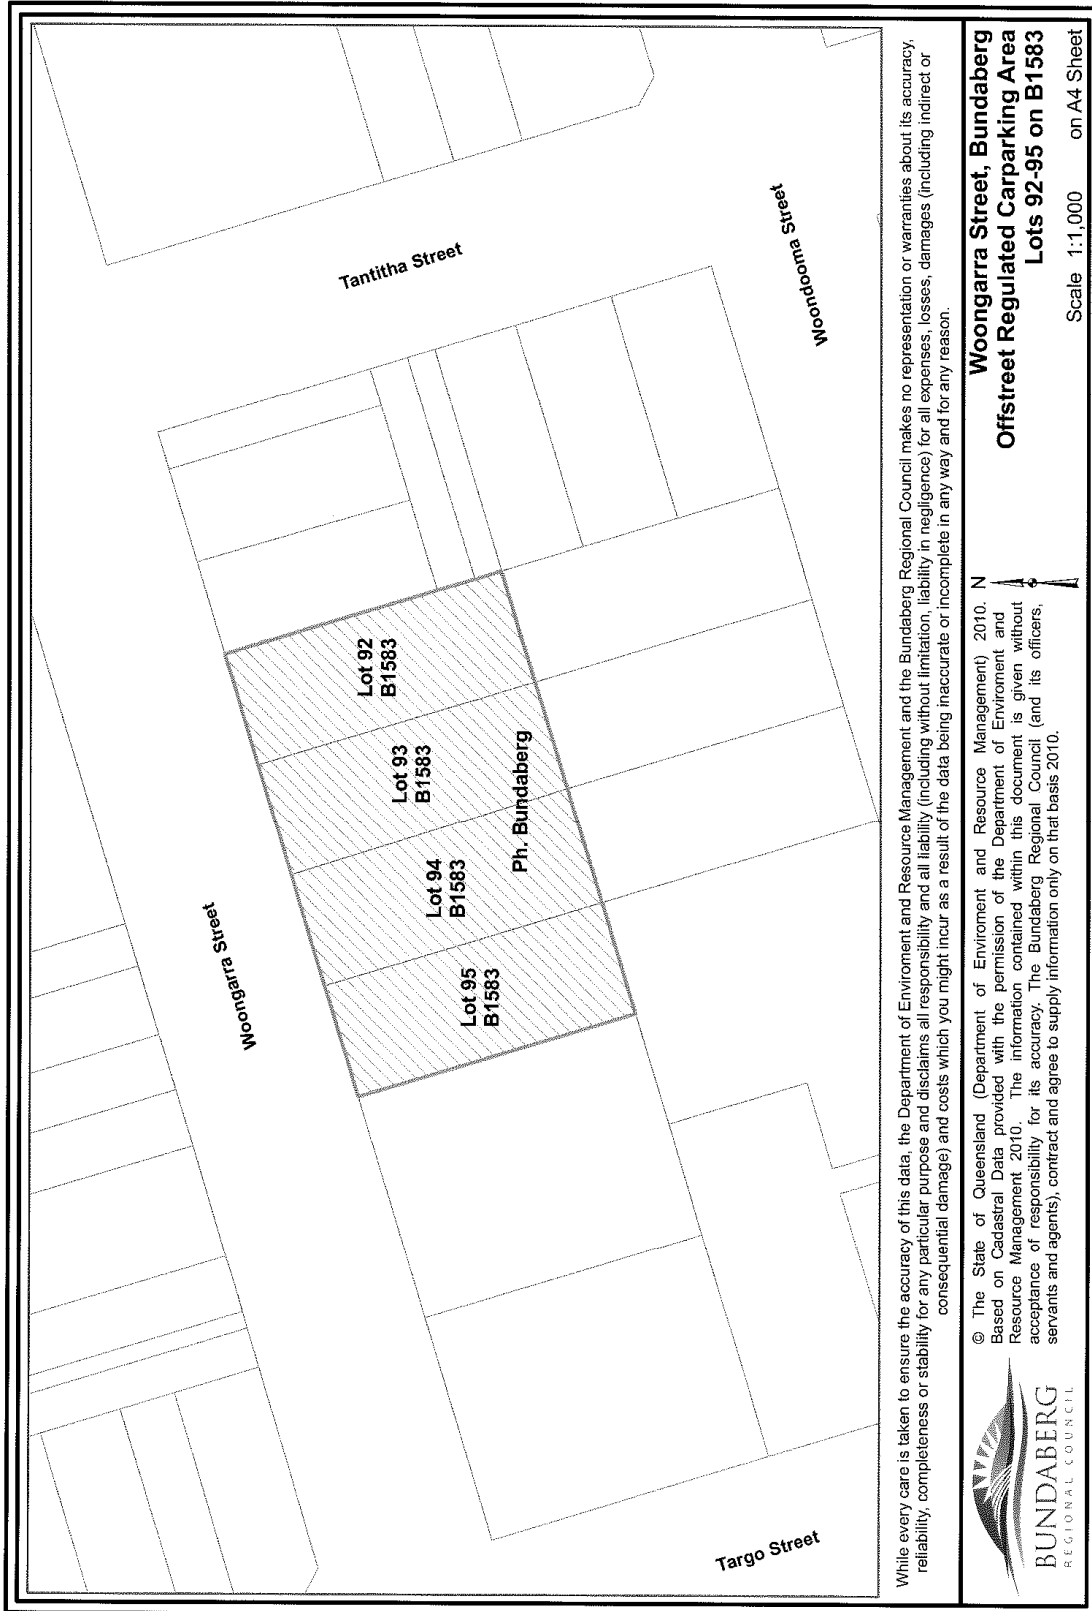 Tantitha Street
Woongarra Street
Woondooma Street
Lot 92
B1583
Lot 93
B1583
Lot 94
B1583
Lot 95
B1583
Ph. Bundaberg
Targo Street
While every care is taken to ensure the accuracy of this data, the Department of Enviroment and Resource Management and the Bundaberg Regional Council makes no representation or warranties about its accuracy,
reliability, completeness or stability for any particular purpose and disclaims all responsibility and all liability (including without limitation, liability in negligence) for all expenses, losses, damages (including indirect or
consequential damage) and costs which you might incur as a result of the data being inaccurate or incomplete in any way and for any reason.
BUNDABERG
REGIONAL COUNCIL
© The State of Queensland (Department of Enviroment and Resource Management) 2010.
Based on Cadastral Data provided with the permission of the Department of Enviroment and
Resource Management 2010. The information contained within this document is given without
acceptance of responsibility for its accuracy. The Bundaberg Regional Council (and its officers,
servants and agents), contract and agree to supply information only on that basis 2010.
N
Woongarra Street, Bundaberg
Offstreet Regulated Carparking Area
Lots 92-95 on B1583
Scale 1:1,000 on A4 Sheet